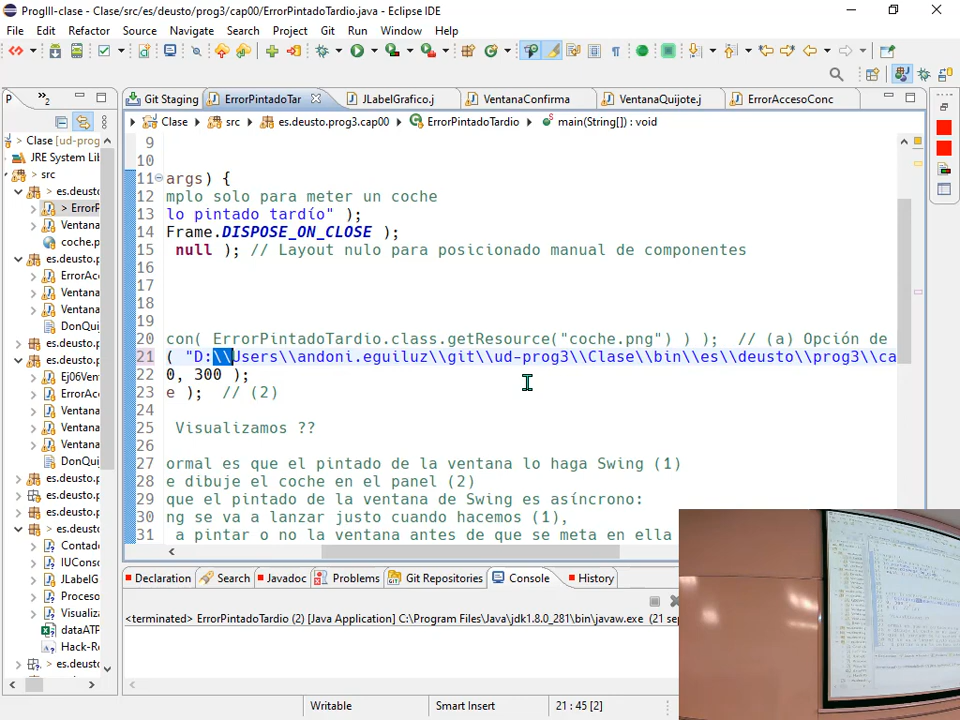 ProgIII-clase - Clase/src/es/deusto/prog3/cap00/ErrorPintadoTardio.java - Eclipse IDE
File Edit Refactor Source Navigate Search Project Git Run Window Help
P
Git Staging ErrorPintadoTar JLabelGrafico.j VentanaConfirma VentanaQuijote.j ErrorAccesoConc
Clase src es.deusto.prog3.cap00 ErrorPintadoTardio main(String[]) : void
> Clase [ud-prog
JRE System Lib
> src
es.deusto
> ErrorP
Ventana
coche.p
es.deusto.p
ErrorAcc
Ventana
Ventana
DonQui
es.deusto.p
Ej06Ven
ErrorAcc
Ventana
Ventana
Ventana
DonQui
es.deusto.p
es.deusto.p
es.deusto.p
es.deusto.p
Contado
IUConso
JLabelG
Proceso
Visualiza
dataATP
Hack-R
es.deusto.p
9
10
11 args) {
12 mplo solo para meter un coche
13 lo pintado tardío" );
14 Frame.DISPOSE_ON_CLOSE );
15 null ); // Layout nulo para posicionado manual de componentes
16
17
18
19
20 con( ErrorPintadoTardio.class.getResource("coche.png") ) ); // (a) Opción de
21 ( "D:\\Users\\andoni.eguiluz\\git\\ud-prog3\\Clase\\bin\\es\\deusto\\prog3\\ca
22 0, 300 );
23 e ); // (2)
24
25 Visualizamos ??
26
27 ormal es que el pintado de la ventana lo haga Swing (1)
28 e dibuje el coche en el panel (2)
29 que el pintado de la ventana de Swing es asíncrono:
30 ng se va a lanzar justo cuando hacemos (1),
31 a pintar o no la ventana antes de que se meta en ella
Declaration Search Javadoc Problems Git Repositories Console History
<terminated> ErrorPintadoTardio (2) [Java Application] C:\Program Files\Java\jdk1.8.0_281\bin\javaw.exe (21 sep
Writable Smart Insert 21 : 45 [2]